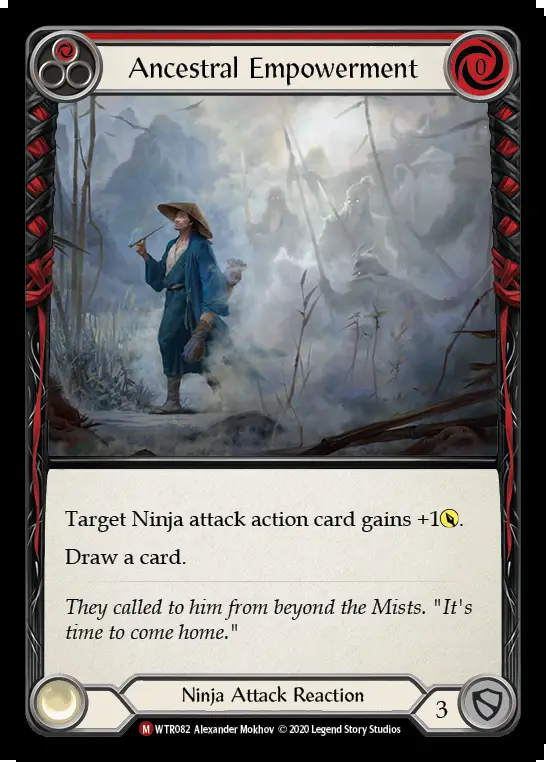 Ancestral Empowerment
0
Target Ninja attack action card gains +1.
Draw a card.
They called to him from beyond the Mists. "It's
time to come home."
Ninja Attack Reaction
3
M WTR082 Alexander Mokhov © 2020 Legend Story Studios